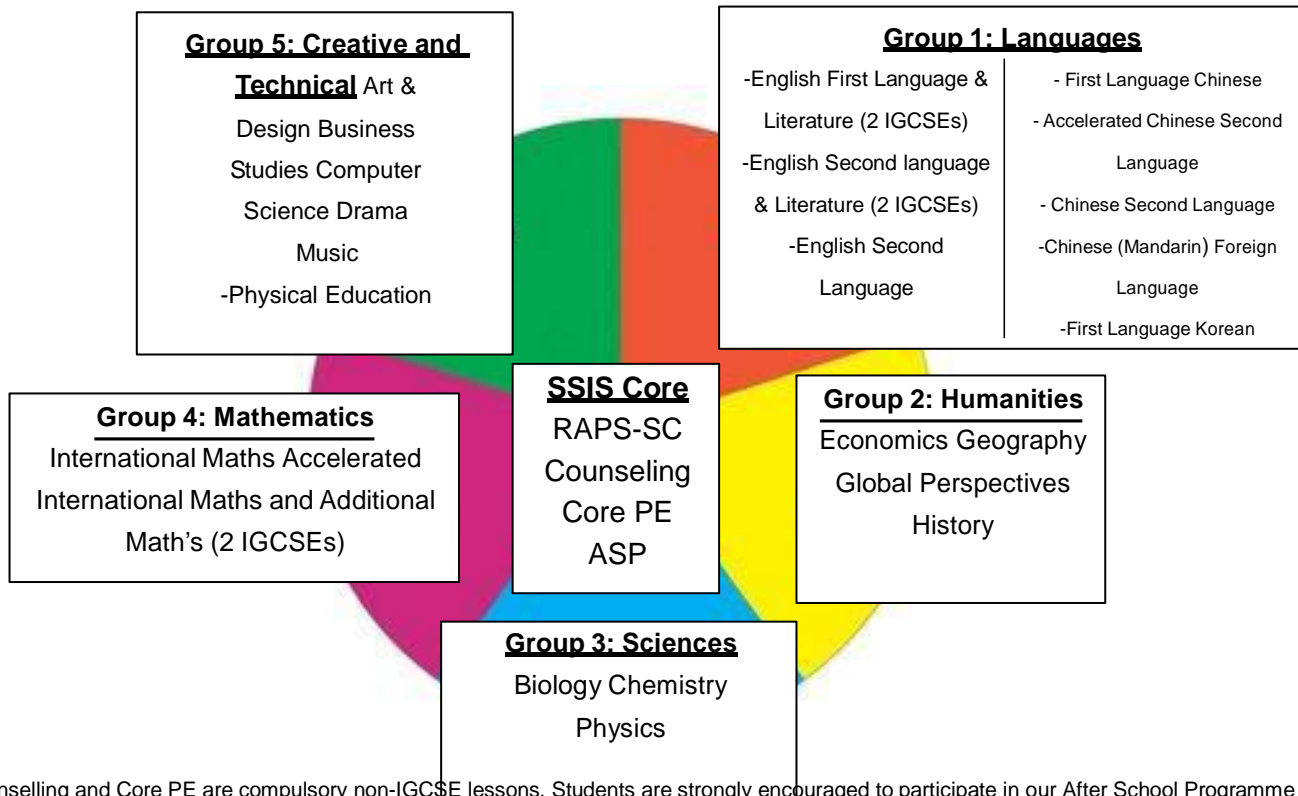 Group 5: Creative and
Technical Art &
Design Business
Studies Computer
Science Drama
Music
-Physical Education
Group 1: Languages
-English First Language &
Literature (2 IGCSEs)
-English Second language
& Literature (2 IGCSEs)
-English Second
Language
- First Language Chinese
- Accelerated Chinese Second
Language
- Chinese Second Language
-Chinese (Mandarin) Foreign
Language
-First Language Korean
Group 4: Mathematics
International Maths Accelerated
International Maths and Additional
Math's (2 IGCSEs)
SSIS Core
RAPS-SC
Counseling
Core PE
ASP
Group 2: Humanities
Economics Geography
Global Perspectives
History
Group 3: Sciences
Biology Chemistry
Physics
nselling and Core PE are compulsory non-IGCSE lessons. Students are strongly encouraged to participate in our After School Programme